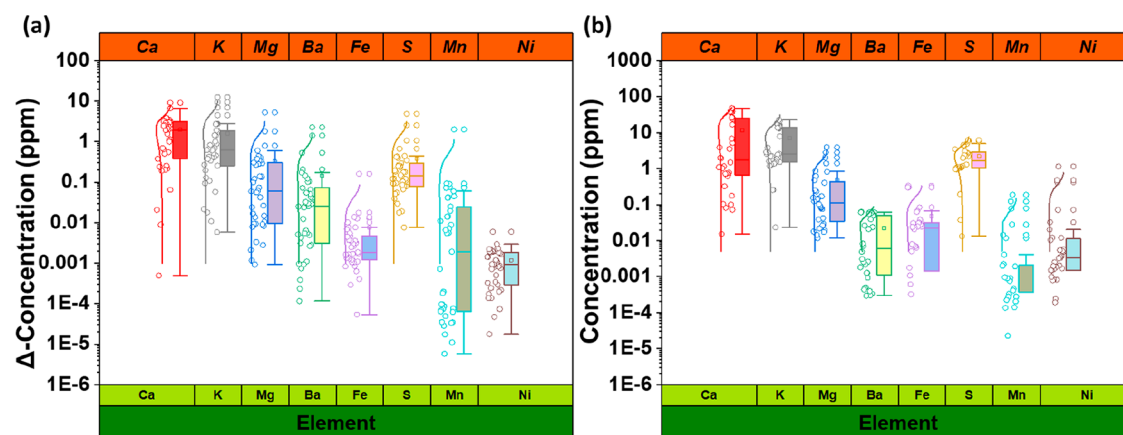 (a)
Ca K Mg Ba Fe S Mn Ni
100
10
1
0.1
0.01
0.001
1E-4
1E-5
1E-6
Δ-Concentration (ppm)
Ca K Mg Ba Fe S Mn Ni
Element
(b)
Ca K Mg Ba Fe S Mn Ni
1000
100
10
1
0.1
0.01
0.001
1E-4
1E-5
1E-6
Concentration (ppm)
Ca K Mg Ba Fe S Mn Ni
Element